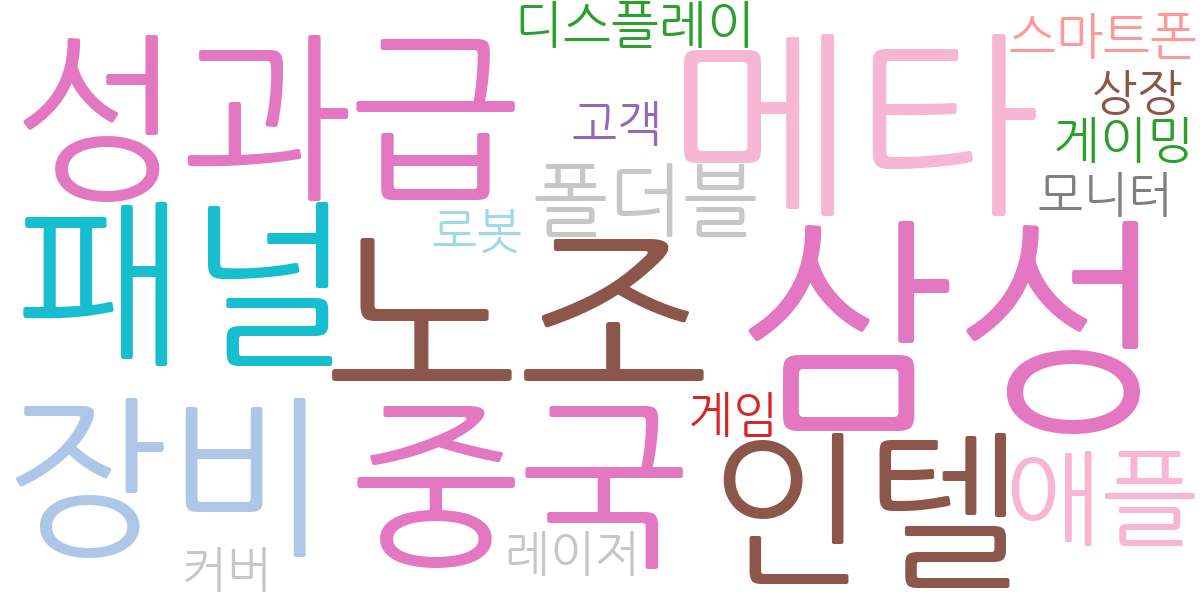 디스플레이
스마트폰
성과급
메타
상장
고객
게이밍
폴더블
모니터
로봇
패널
노조
삼성
장비
중국
게임
인텔
애플
커버
레이저